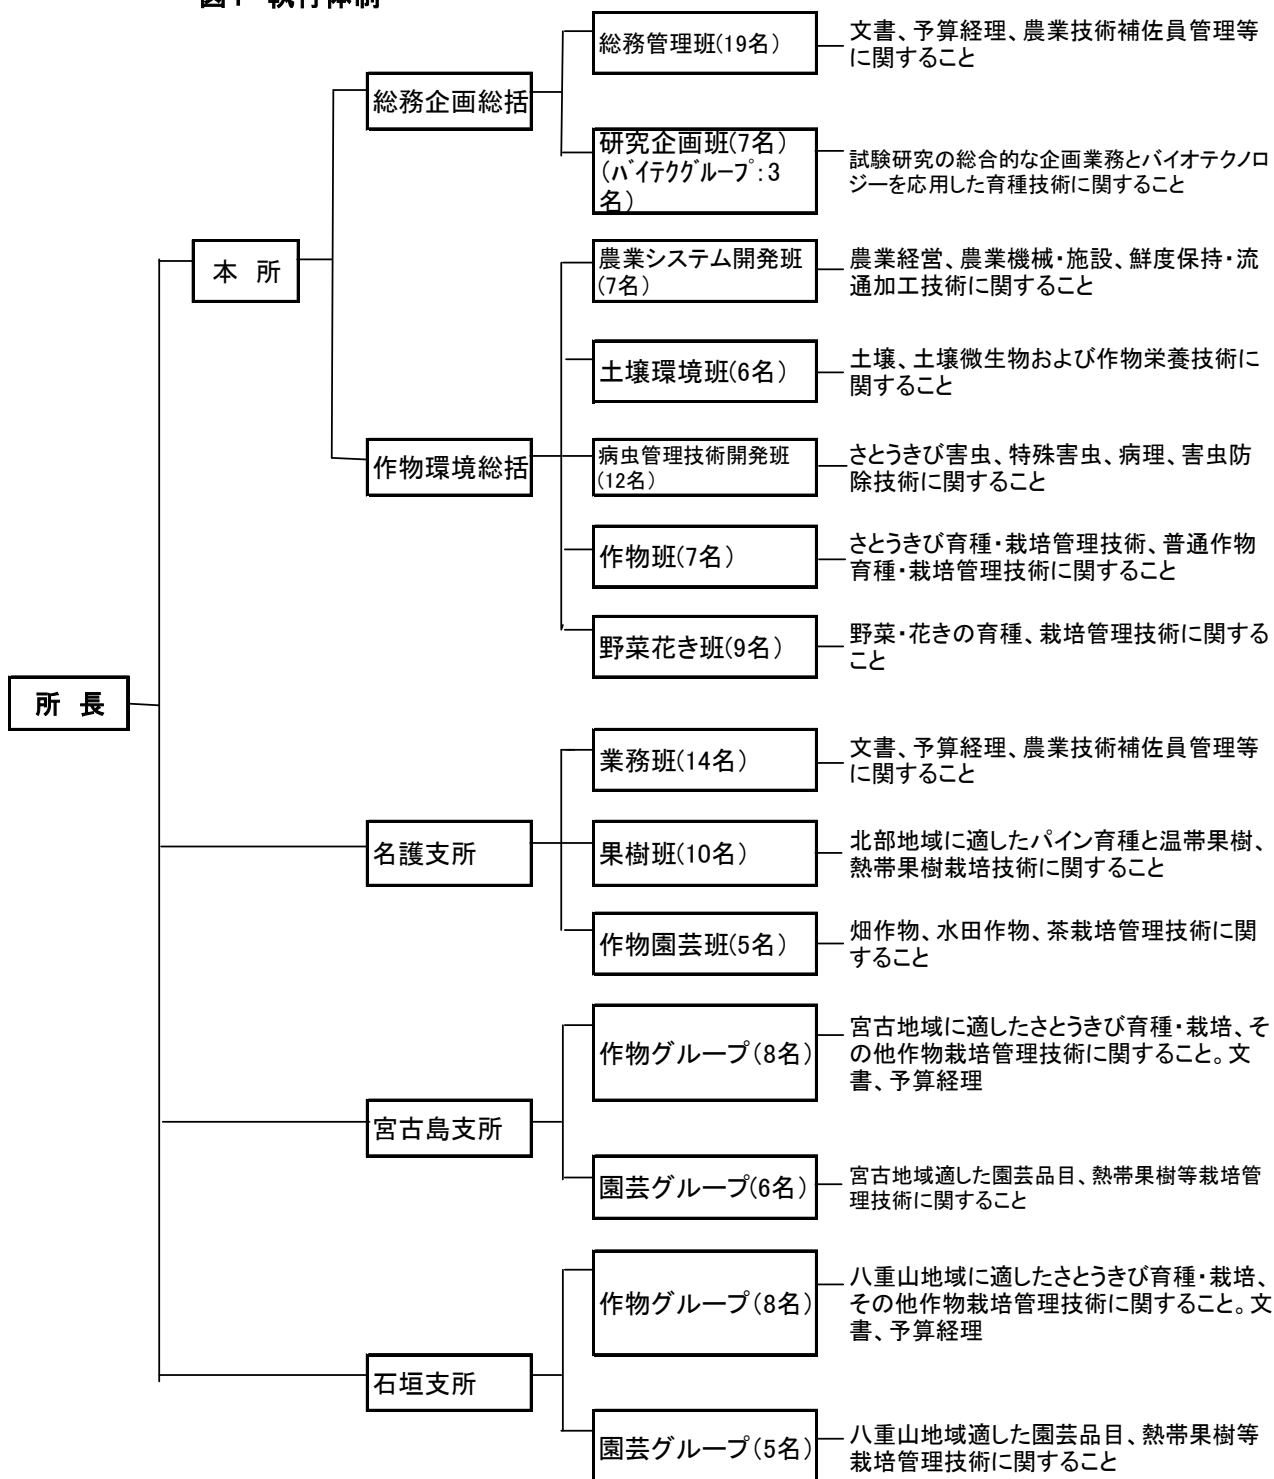 図1 執行体制
総務管理班(19名)
文書、予算経理、農業技術補佐員管理等
に関すること
総務企画総括
研究企画班(7名)
(バイテクグループ:3
名)
試験研究の総合的な企画業務とバイオテクノロ
ジーを応用した育種技術に関すること
本 所
農業システム開発班
(7名)
農業経営、農業機械・施設、鮮度保持・流
通加工技術に関すること
土壌環境班(6名)
土壌、土壌微生物および作物栄養技術に
関すること
作物環境総括
病虫管理技術開発班
(12名)
さとうきび害虫、特殊害虫、病理、害虫防
除技術に関すること
作物班(7名)
さとうきび育種・栽培管理技術、普通作物
育種・栽培管理技術に関すること
野菜花き班(9名)
野菜・花きの育種、栽培管理技術に関する
こと
所 長
業務班(14名)
文書、予算経理、農業技術補佐員管理等
に関すること
名護支所
果樹班(10名)
北部地域に適したパイン育種と温帯果樹、
熱帯果樹栽培技術に関すること
作物園芸班(5名)
畑作物、水田作物、茶栽培管理技術に関
すること
作物グループ(8名)
宮古地域に適したさとうきび育種・栽培、そ
の他作物栽培管理技術に関すること。文
書、予算経理
宮古島支所
園芸グループ(6名)
宮古地域適した園芸品目、熱帯果樹等栽培管
理技術に関すること
作物グループ(8名)
八重山地域に適したさとうきび育種・栽培、
その他作物栽培管理技術に関すること。文
書、予算経理
石垣支所
園芸グループ(5名)
八重山地域適した園芸品目、熱帯果樹等
栽培管理技術に関すること